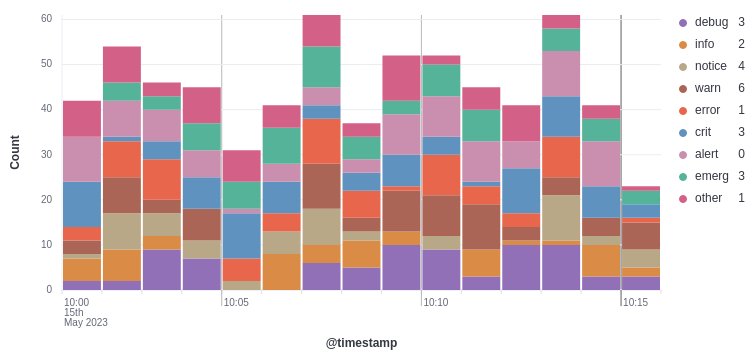 60
50
40
30
20
10
0
Count
10:00
15th
May 2023
10:05
10:10
10:15
@timestamp
debug 3
info 2
notice 4
warn 6
error 1
crit 3
alert 0
emerg 3
other 1